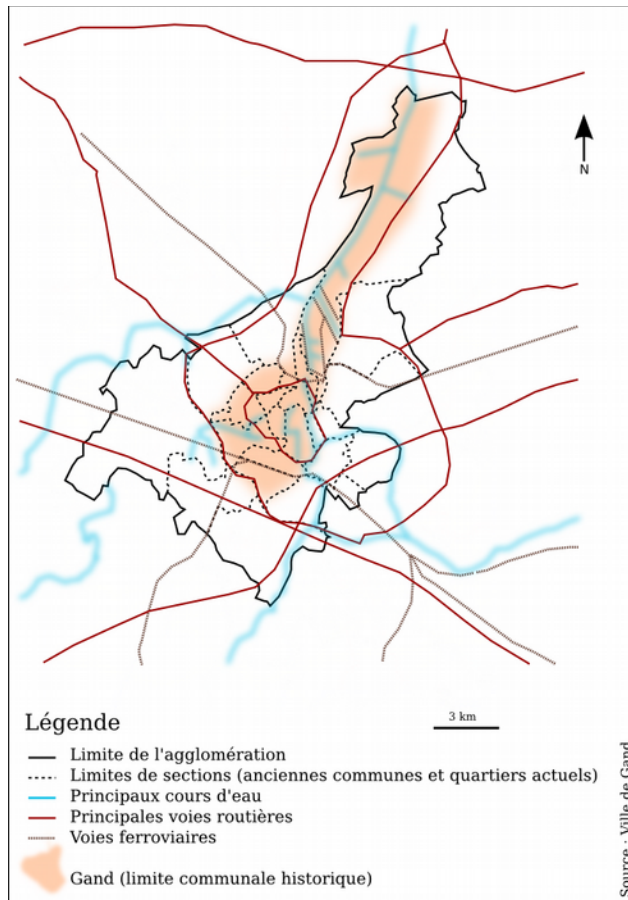 N
Légende
3 km
Limite de l'agglomération
Limites de sections (anciennes communes et quartiers actuels)
Principaux cours d'eau
Principales voies routières
Voies ferroviaires
Gand (limite communale historique)
Source : Ville de Gand